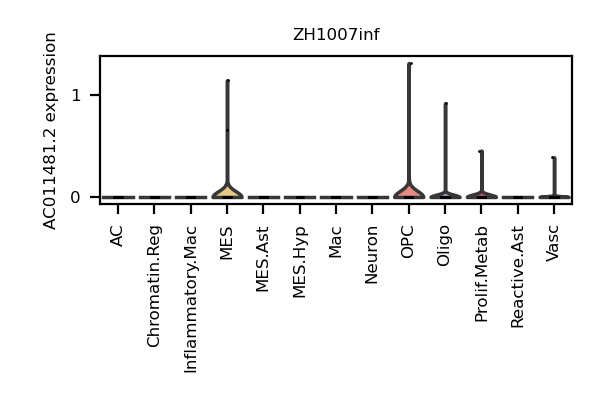 ZH1007inf
AC011481.2 expression
1
0
AC
Chromatin.Reg
Inflammatory.Mac
MES
MES.Ast
MES.Hyp
Mac
Neuron
OPC
Oligo
Prolif.Metab
Reactive.Ast
Vasc